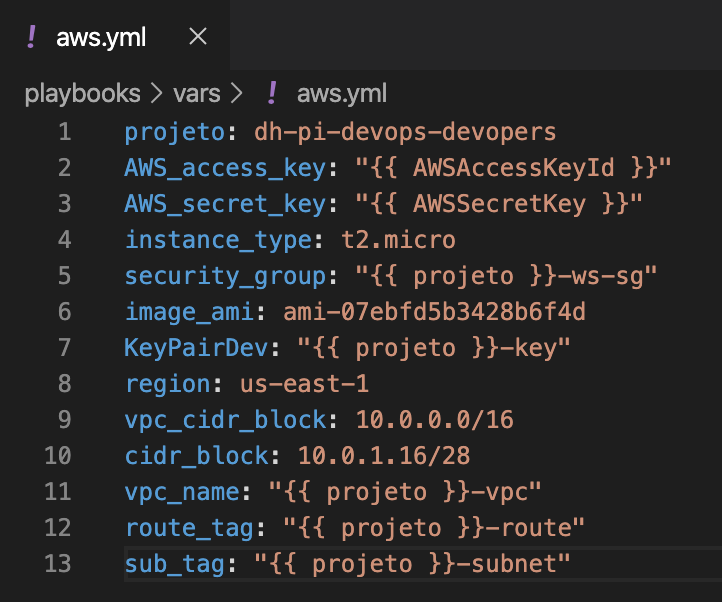 ! aws.yml ×
playbooks > vars > ! aws.yml
1 projeto: dh-pi-devops-devopers
2 AWS_access_key: "{{ AWSAccessKeyId }}"
3 AWS_secret_key: "{{ AWSSecretKey }}"
4 instance_type: t2.micro
5 security_group: "{{ projeto }}-ws-sg"
6 image_ami: ami-07ebfd5b3428b6f4d
7 KeyPairDev: "{{ projeto }}-key"
8 region: us-east-1
9 vpc_cidr_block: 10.0.0.0/16
10 cidr_block: 10.0.1.16/28
11 vpc_name: "{{ projeto }}-vpc"
12 route_tag: "{{ projeto }}-route"
13 sub_tag: "{{ projeto }}-subnet"